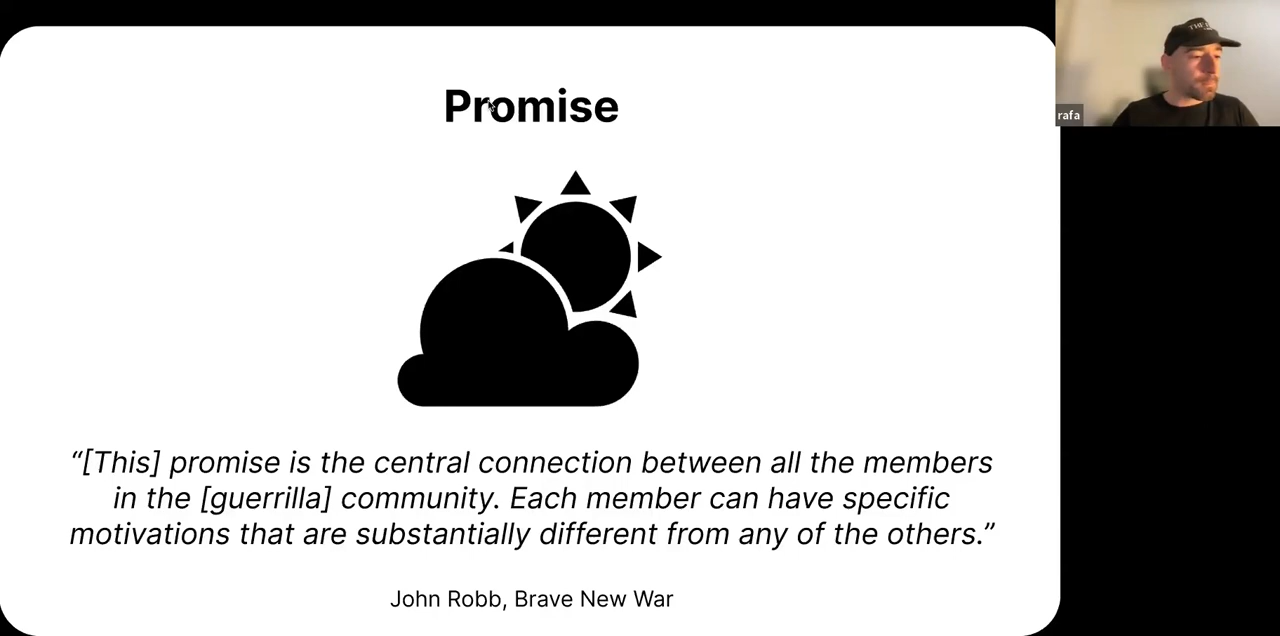 Promise
“[This] promise is the central connection between all the members
in the [guerrilla] community. Each member can have specific
motivations that are substantially different from any of the others.”
John Robb, Brave New War
rafa